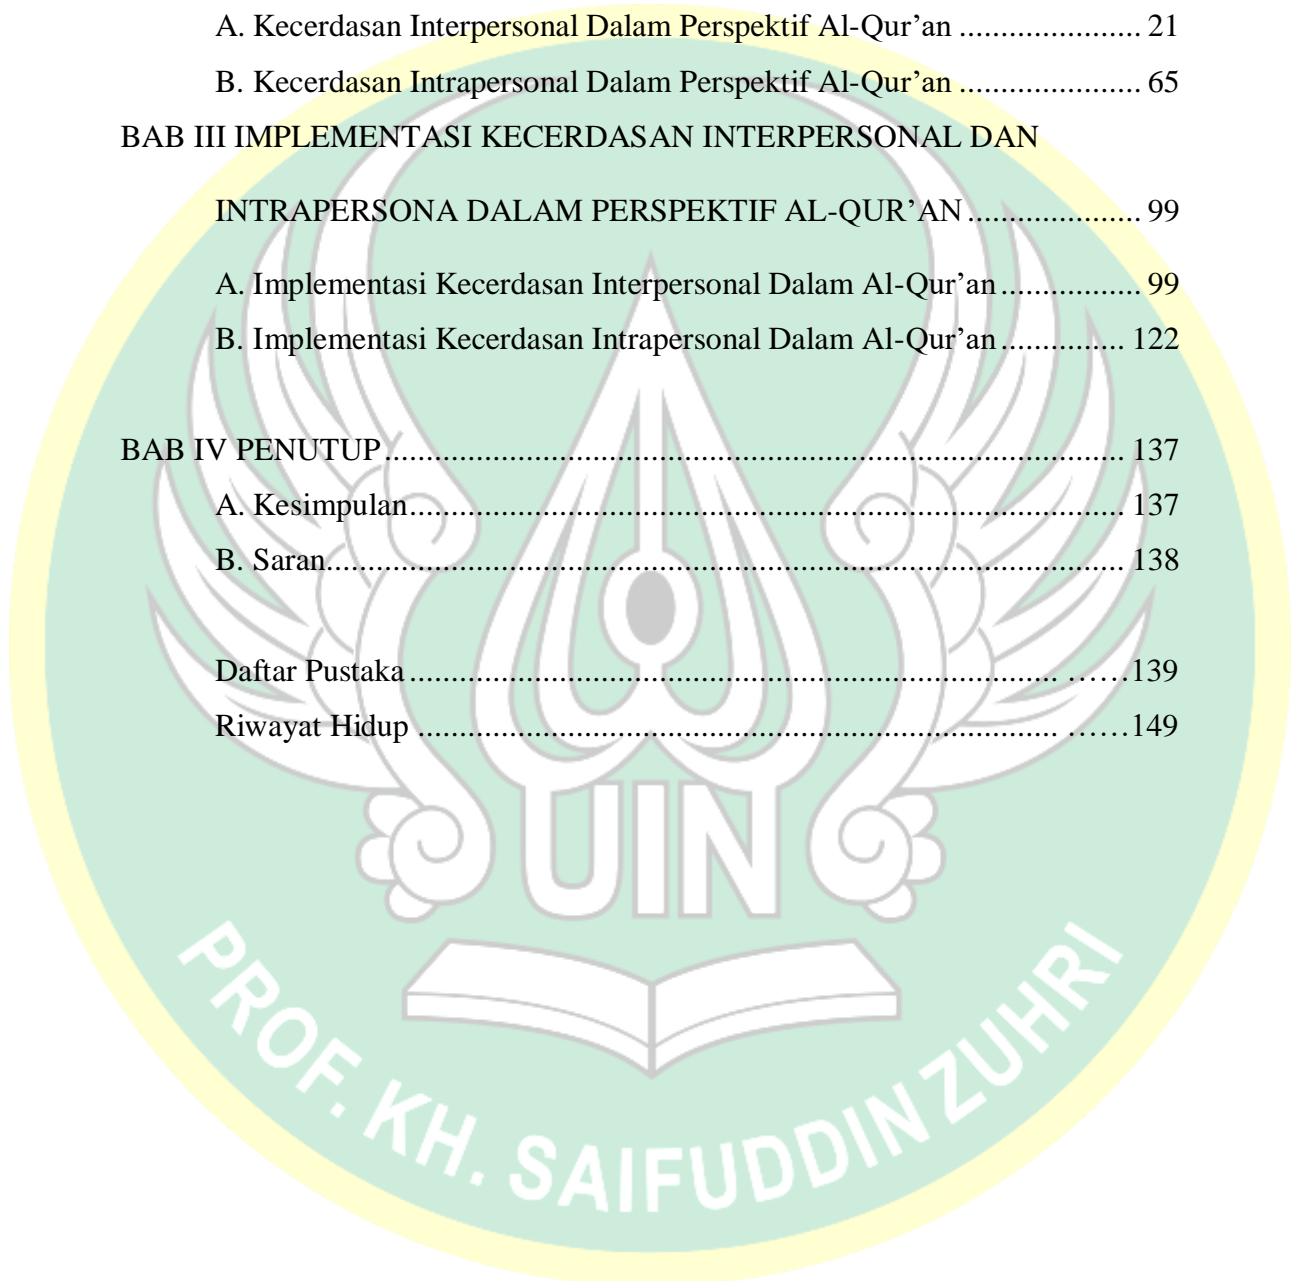 A. Kecerdasan Interpersonal Dalam Perspektif Al-Qur’an ...................... 21
B. Kecerdasan Intrapersonal Dalam Perspektif Al-Qur’an ...................... 65
BAB III IMPLEMENTASI KECERDASAN INTERPERSONAL DAN
INTRAPERSONA DALAM PERSPEKTIF AL-QUR’AN ..................... 99
A. Implementasi Kecerdasan Interpersonal Dalam Al-Qur’an ................. 99
B. Implementasi Kecerdasan Intrapersonal Dalam Al-Qur’an ............... 122
BAB IV PENUTUP ........................................................................................... 137
A. Kesimpulan ....................................................................................... 137
B. Saran ................................................................................................. 138
Daftar Pustaka ................................................................................. ……139
Riwayat Hidup ................................................................................ ……149
UIN
PROF. KH. SAIFUDDIN ZUHRI